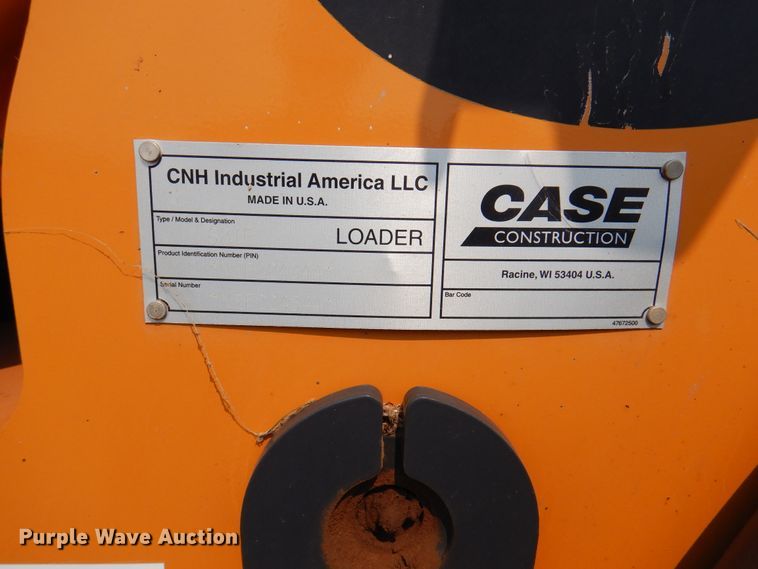 CNH Industrial America LLC
MADE IN U.S.A.
Type / Model & Designation
LOADER
Product Identification Number (PIN)
Serial Number
CASE
CONSTRUCTION
Racine, WI 53404 U.S.A.
Bar Code
47672500
Purple Wave Auction